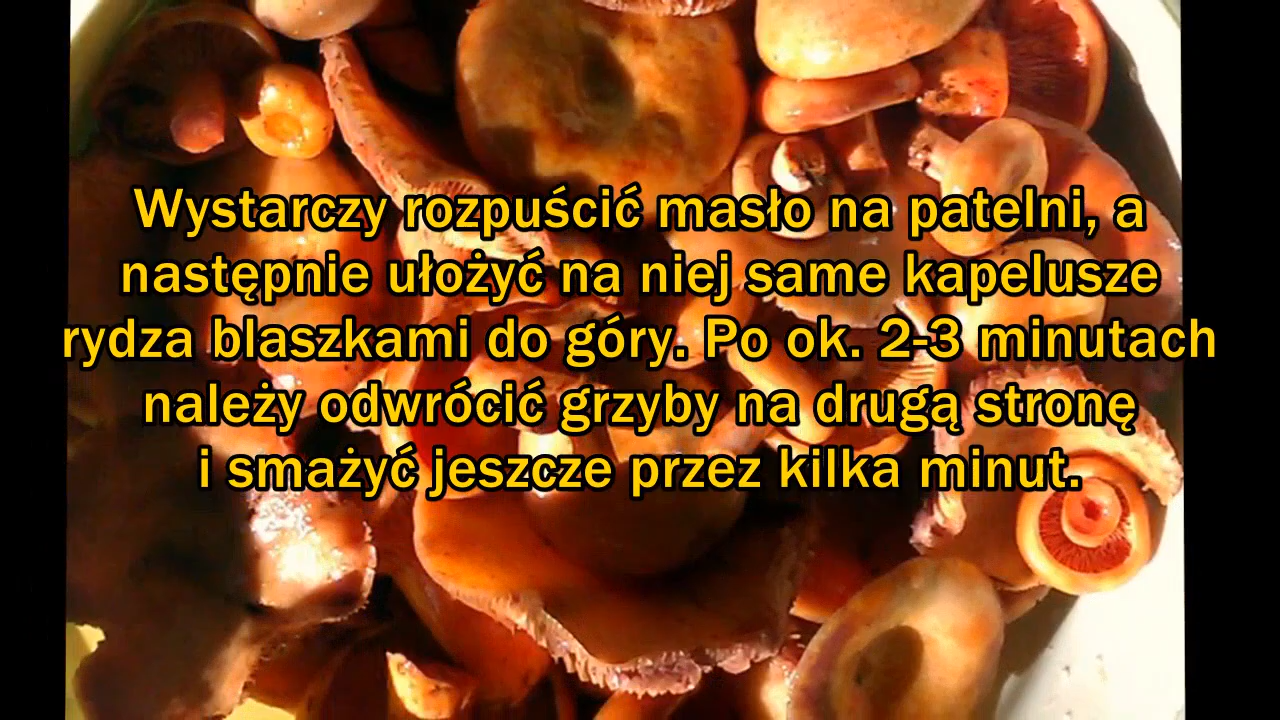 Wystarczy rozpuścić masło na patelni, a
następnie ułożyć na niej same kapelusze
rydza blaszkami do góry. Po ok. 2-3 minutach
należy odwrócić grzyby na drugą stronę
i smażyć jeszcze przez kilka minut.